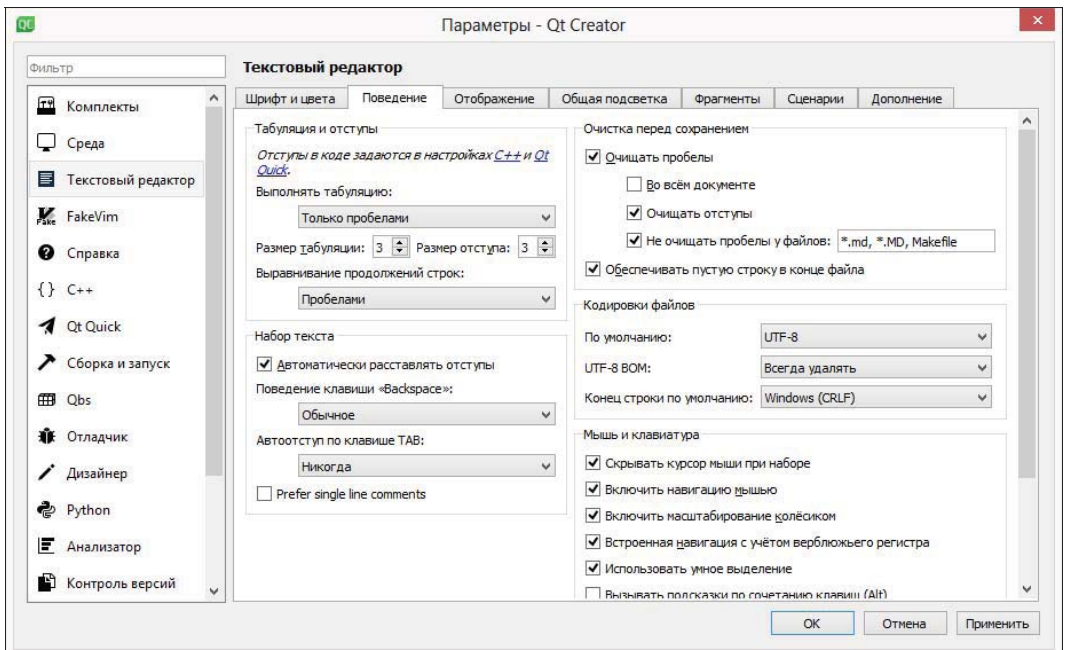 Параметры - Qt Creator
Фильтр
Комплекты
Среда
Текстовый редактор
FakeVim
Справка
{} C++
Qt Quick
Сборка и запуск
Qbs
Отладчик
Дизайнер
Python
Анализатор
Контроль версий
Текстовый редактор
Шрифт и цвета
Поведение
Отображение
Общая подсветка
Фрагменты
Сценарии
Дополнение
Табуляция и отступы
Отступы в коде задаются в настройках C++ и Qt
Quick.
Выполнять табуляцию:
Только пробелами
Размер табуляции: 3 Размер отступа: 3
Выравнивание продолжений строк:
Пробелами
Набор текста
Автоматически расставлять отступы
Поведение клавиши «Backspace»:
Обычное
Автоотступ по клавише TAB:
Никогда
Prefer single line comments
Очистка перед сохранением
Очищать пробелы
Во всём документе
Очищать отступы
Не очищать пробелы у файлов: *.md, *.MD, Makefile
Обеспечивать пустую строку в конце файла
Кодировки файлов
По умолчанию: UTF-8
UTF-8 BOM: Всегда удалять
Конец строки по умолчанию: Windows (CRLF)
Мышь и клавиатура
Скрывать курсор мыши при наборе
Включить навигацию мышью
Включить масштабирование колёсиком
Встроенная навигация с учётом верблюжьего регистра
Использовать умное выделение
Вызывать подсказки по сочетанию клавиш (Alt)
OK
Отмена
Применить